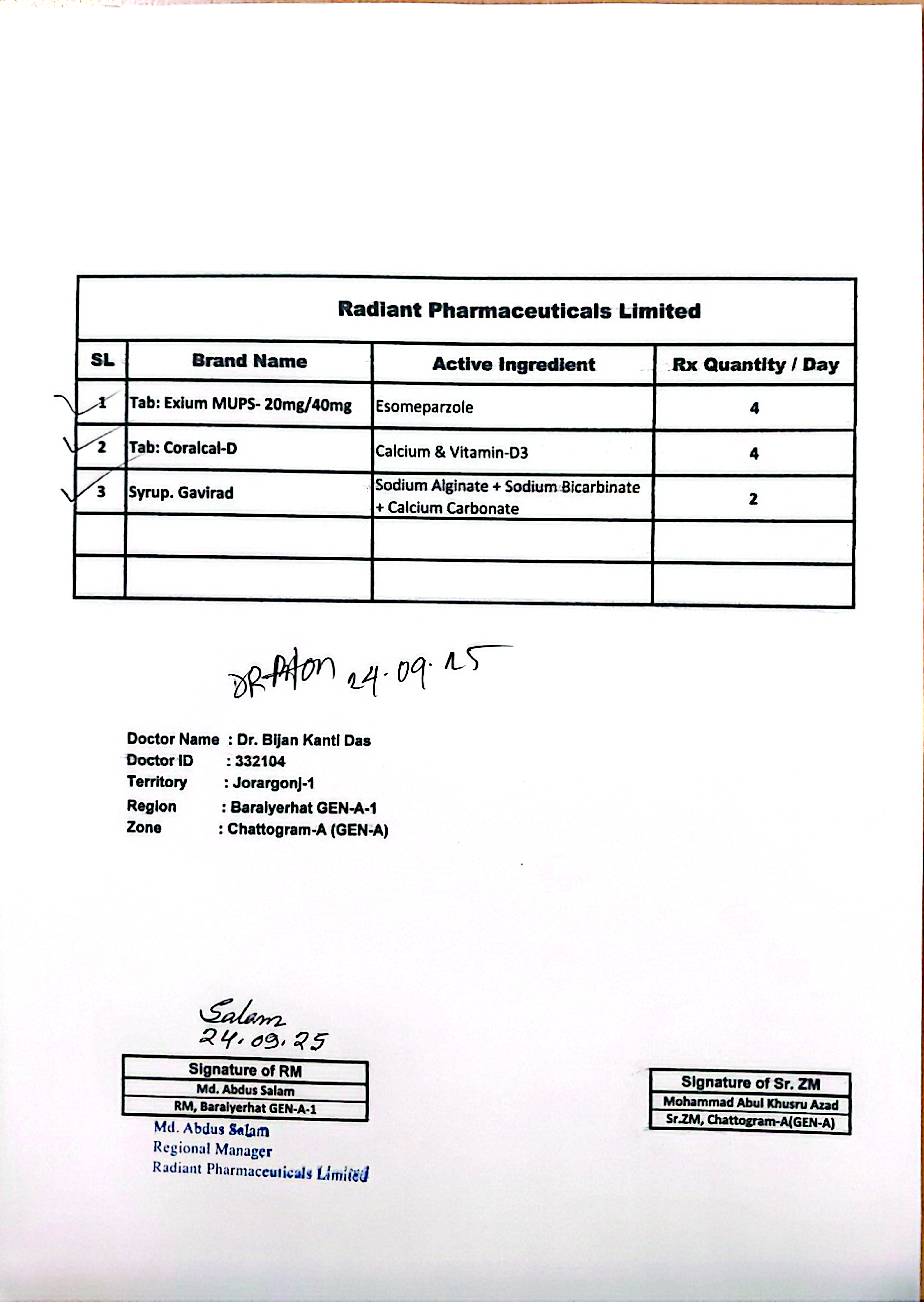 Radiant Pharmaceuticals Limited
SL Brand Name Active Ingredient Rx Quantity / Day
1 Tab: Exium MUPS- 20mg/40mg Esomeparzole 4
2 Tab: Coralcal-D Calcium & Vitamin-D3 4
3 Syrup. Gavirad Sodium Alginate + Sodium Bicarbinate
+ Calcium Carbonate 2
24.09.25
Doctor Name : Dr. Bijan Kanti Das
Doctor ID : 332104
Territory : Jorargonj-1
Region : Baraiyerhat GEN-A-1
Zone : Chattogram-A (GEN-A)
Salam
24.09.25
Signature of RM
Md. Abdus Salam
RM, Baraiyerhat GEN-A-1
Md. Abdus Salam
Regional Manager
Radiant Pharmaceuticals Limited
Signature of Sr. ZM
Mohammad Abul Khusru Azad
Sr.ZM, Chattogram-A(GEN-A)